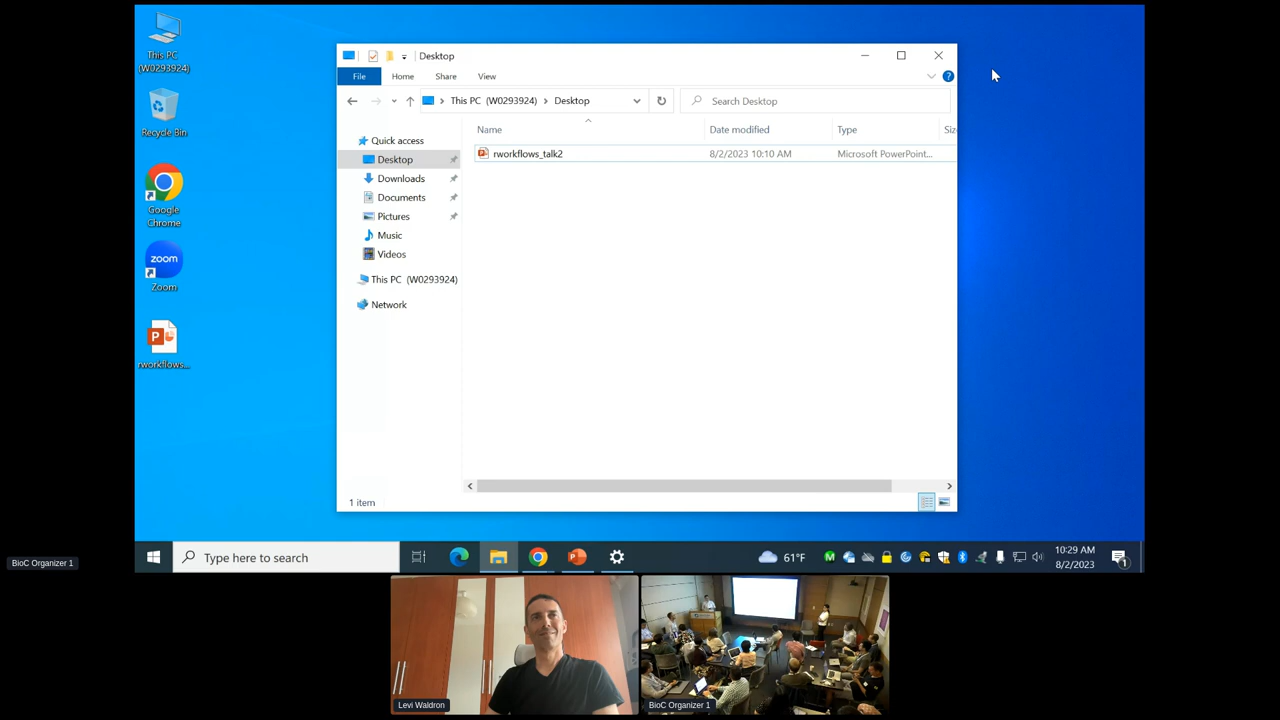 This PC
(W0293924)
Recycle Bin
Google
Chrome
zoom
Zoom
rworkflows...
Desktop
File
Home
Share
View
This PC (W0293924)
Desktop
Search Desktop
Name
Date modified
Type
Siz
Quick access
Desktop
Downloads
Documents
Pictures
Music
Videos
This PC (W0293924)
Network
rworkflows_talk2
8/2/2023 10:10 AM
Microsoft PowerPoint...
1 item
Type here to search
61°F
10:29 AM
8/2/2023
1
BioC Organizer 1
Levi Waldron
BioC Organizer 1